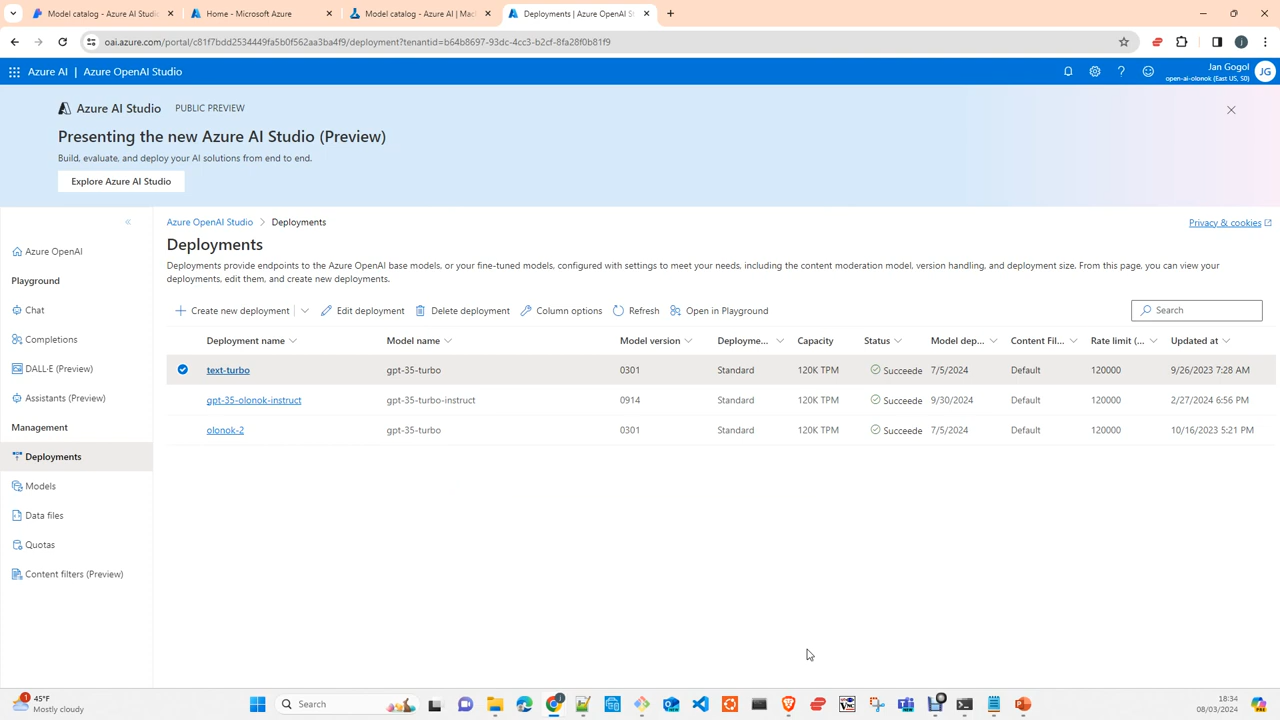 Model catalog - Azure AI Studio
Home - Microsoft Azure
Model catalog - Azure AI | Mac
Deployments | Azure OpenAI St
oai.azure.com/portal/c81f7bdd2534449fa5b0f562aa3ba4f9/deployment?tenantid=b64b8697-93dc-4cc3-b2cf-8fa28f0b81f9
Azure AI | Azure OpenAI Studio
Jan Gogol
open-ai-olonok (East US, S0)
JG
Azure AI Studio PUBLIC PREVIEW
Presenting the new Azure AI Studio (Preview)
Build, evaluate, and deploy your AI solutions from end to end.
Explore Azure AI Studio
Azure OpenAI
Playground
Chat
Completions
DALL·E (Preview)
Assistants (Preview)
Management
Deployments
Models
Data files
Quotas
Content filters (Preview)
Azure OpenAI Studio > Deployments
Privacy & cookies
Deployments
Deployments provide endpoints to the Azure OpenAI base models, or your fine-tuned models, configured with settings to meet your needs, including the content moderation model, version handling, and deployment size. From this page, you can view your
deployments, edit them, and create new deployments.
Create new deployment Edit deployment Delete deployment Column options Refresh Open in Playground Search
Deployment name Model name Model version Deployme... Capacity Status Model dep... Content Fil... Rate limit (... Updated at
text-turbo gpt-35-turbo 0301 Standard 120K TPM Succeede 7/5/2024 Default 120000 9/26/2023 7:28 AM
gpt-35-olonok-instruct gpt-35-turbo-instruct 0914 Standard 120K TPM Succeede 9/30/2024 Default 120000 2/27/2024 6:56 PM
olonok-2 gpt-35-turbo 0301 Standard 120K TPM Succeede 7/5/2024 Default 120000 10/16/2023 5:21 PM
1
45°F
Mostly cloudy
Search
18:34
08/03/2024